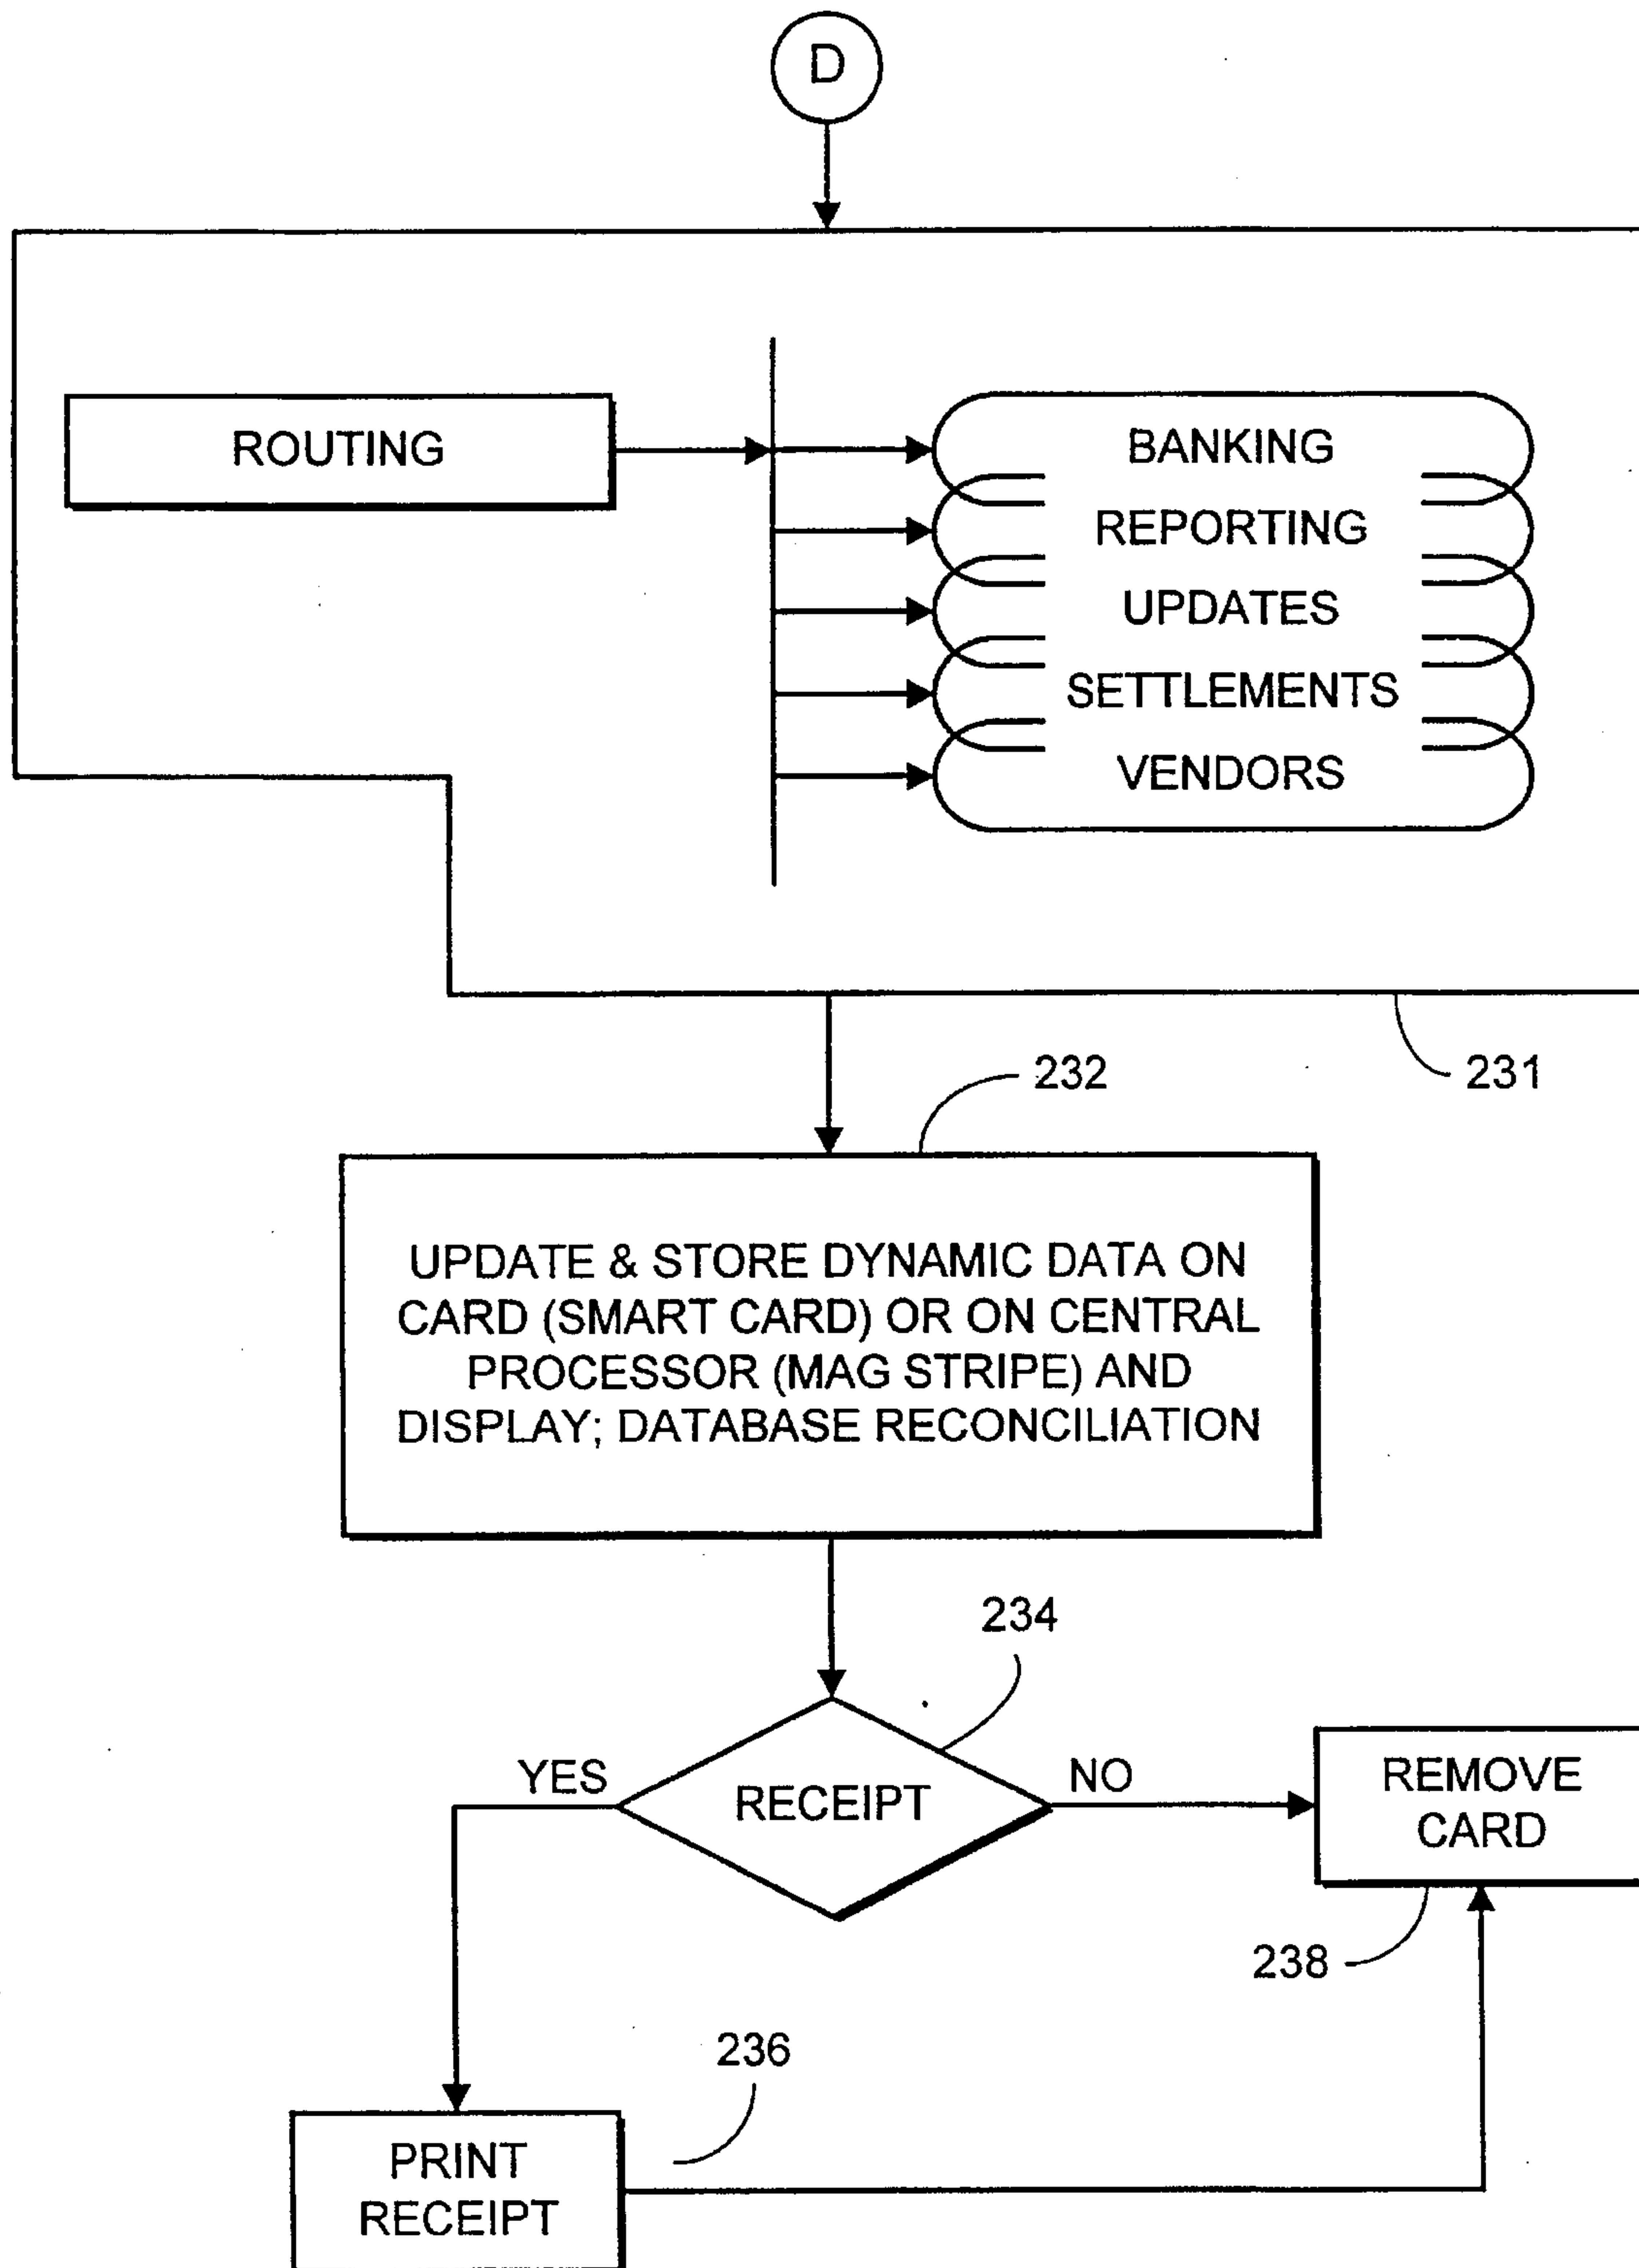 D
ROUTING
BANKING
REPORTING
UPDATES
SETTLEMENTS
VENDORS
232
231
UPDATE & STORE DYNAMIC DATA ON
CARD (SMART CARD) OR ON CENTRAL
PROCESSOR (MAG STRIPE) AND
DISPLAY; DATABASE RECONCILIATION
234
YES
RECEIPT
NO
REMOVE
CARD
238
236
PRINT
RECEIPT